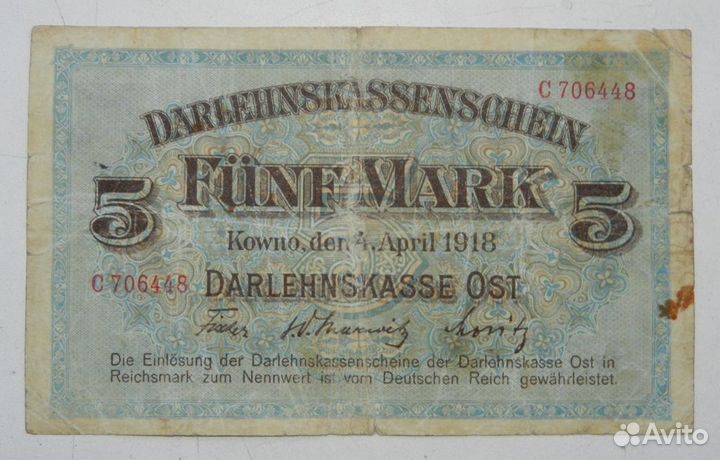 C 706448
DARLEHNSKASSENSCHEIN
FÜNF MARK
5 5
Kowno, den 4. April 1918
C 706448 DARLEHNSKASSE OST
Die Einlösung der Darlehnskassenscheine der Darlehnskasse Ost in
Reichsmark zum Nennwert ist vom Deutschen Reich gewährleistet.
Avito